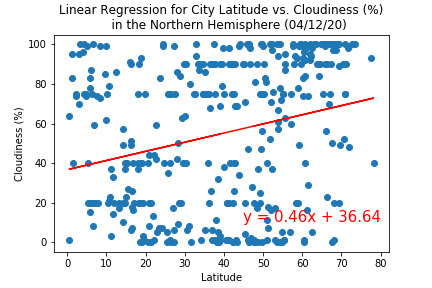 Linear Regression for City Latitude vs. Cloudiness (%)
in the Northern Hemisphere (04/12/20)
100
80
60
40
20
0
Cloudiness (%)
y = 0.46x + 36.64
0 10 20 30 40 50 60 70 80
Latitude